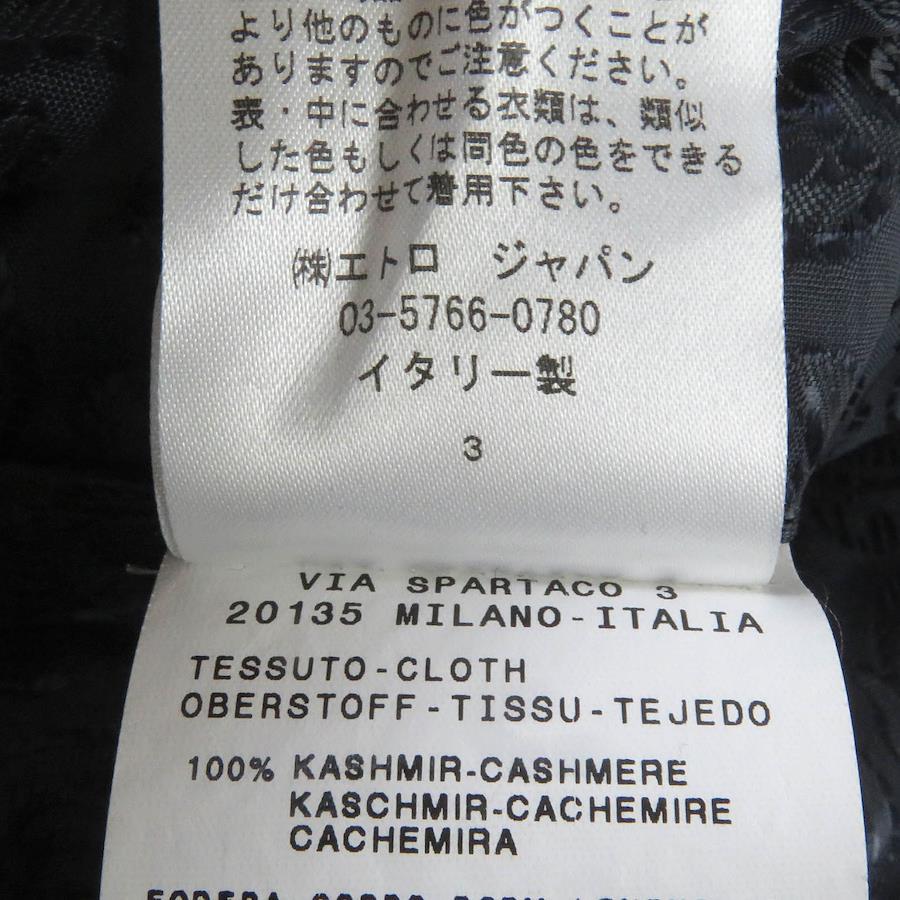 より他のものに色がつくことが
ありますのでご注意ください。
表・中に合わせる衣類は、類似
した色もしくは同色の色をできる
だけ合わせて着用下さい。
㈱エトロ ジャパン
03-5766-0780
イタリー製
3
VIA SPARTACO 3
20135 MILANO-ITALIA
TESSUTO-CLOTH
OBERSTOFF-TISSU-TEJEDO
100% KASHMIR-CASHMERE
KASCHMIR-CACHEMIRE
CACHEMIRA
FODERA